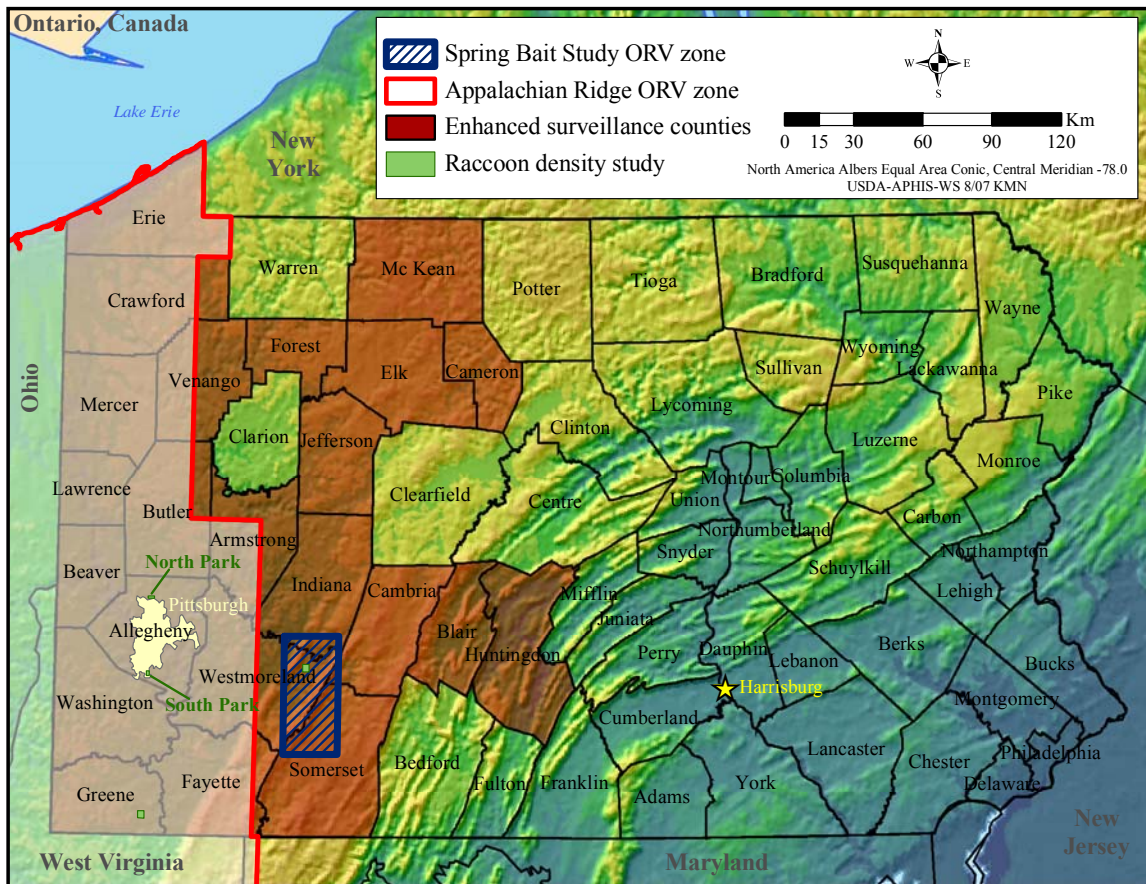 Ontario, Canada
Lake Erie
New
York
Spring Bait Study ORV zone
Appalachian Ridge ORV zone
Enhanced surveillance counties
Raccoon density study
N
W
E
S
Km
0 15 30 60 90 120
North America Albers Equal Area Conic, Central Meridian -78.0
USDA-APHIS-WS 8/07 KMN
Erie
Warren
Mc Kean
Potter
Tioga
Bradford
Susquehanna
Wayne
Crawford
Forest
Elk
Cameron
Sullivan
Wyoming
Lackawanna
Pike
Ohio
Mercer
Venango
Clarion
Jefferson
Clinton
Lycoming
Luzerne
Monroe
Lawrence
Butler
Clearfield
Centre
Union
Montour
Columbia
Carbon
Armstrong
Northumberland
Snyder
Northampton
Beaver
North Park
Indiana
Cambria
Mifflin
Schuylkill
Lehigh
Pittsburgh
Allegheny
Blair
Juniata
Huntingdon
Perry
Dauphin
Lebanon
Berks
Bucks
Westmoreland
Washington
South Park
Harrisburg
Montgomery
Cumberland
Lancaster
Philadelphia
Greene
Fayette
Somerset
Bedford
Fulton
Franklin
Adams
York
Chester
Delaware
West Virginia
Maryland
New
Jersey